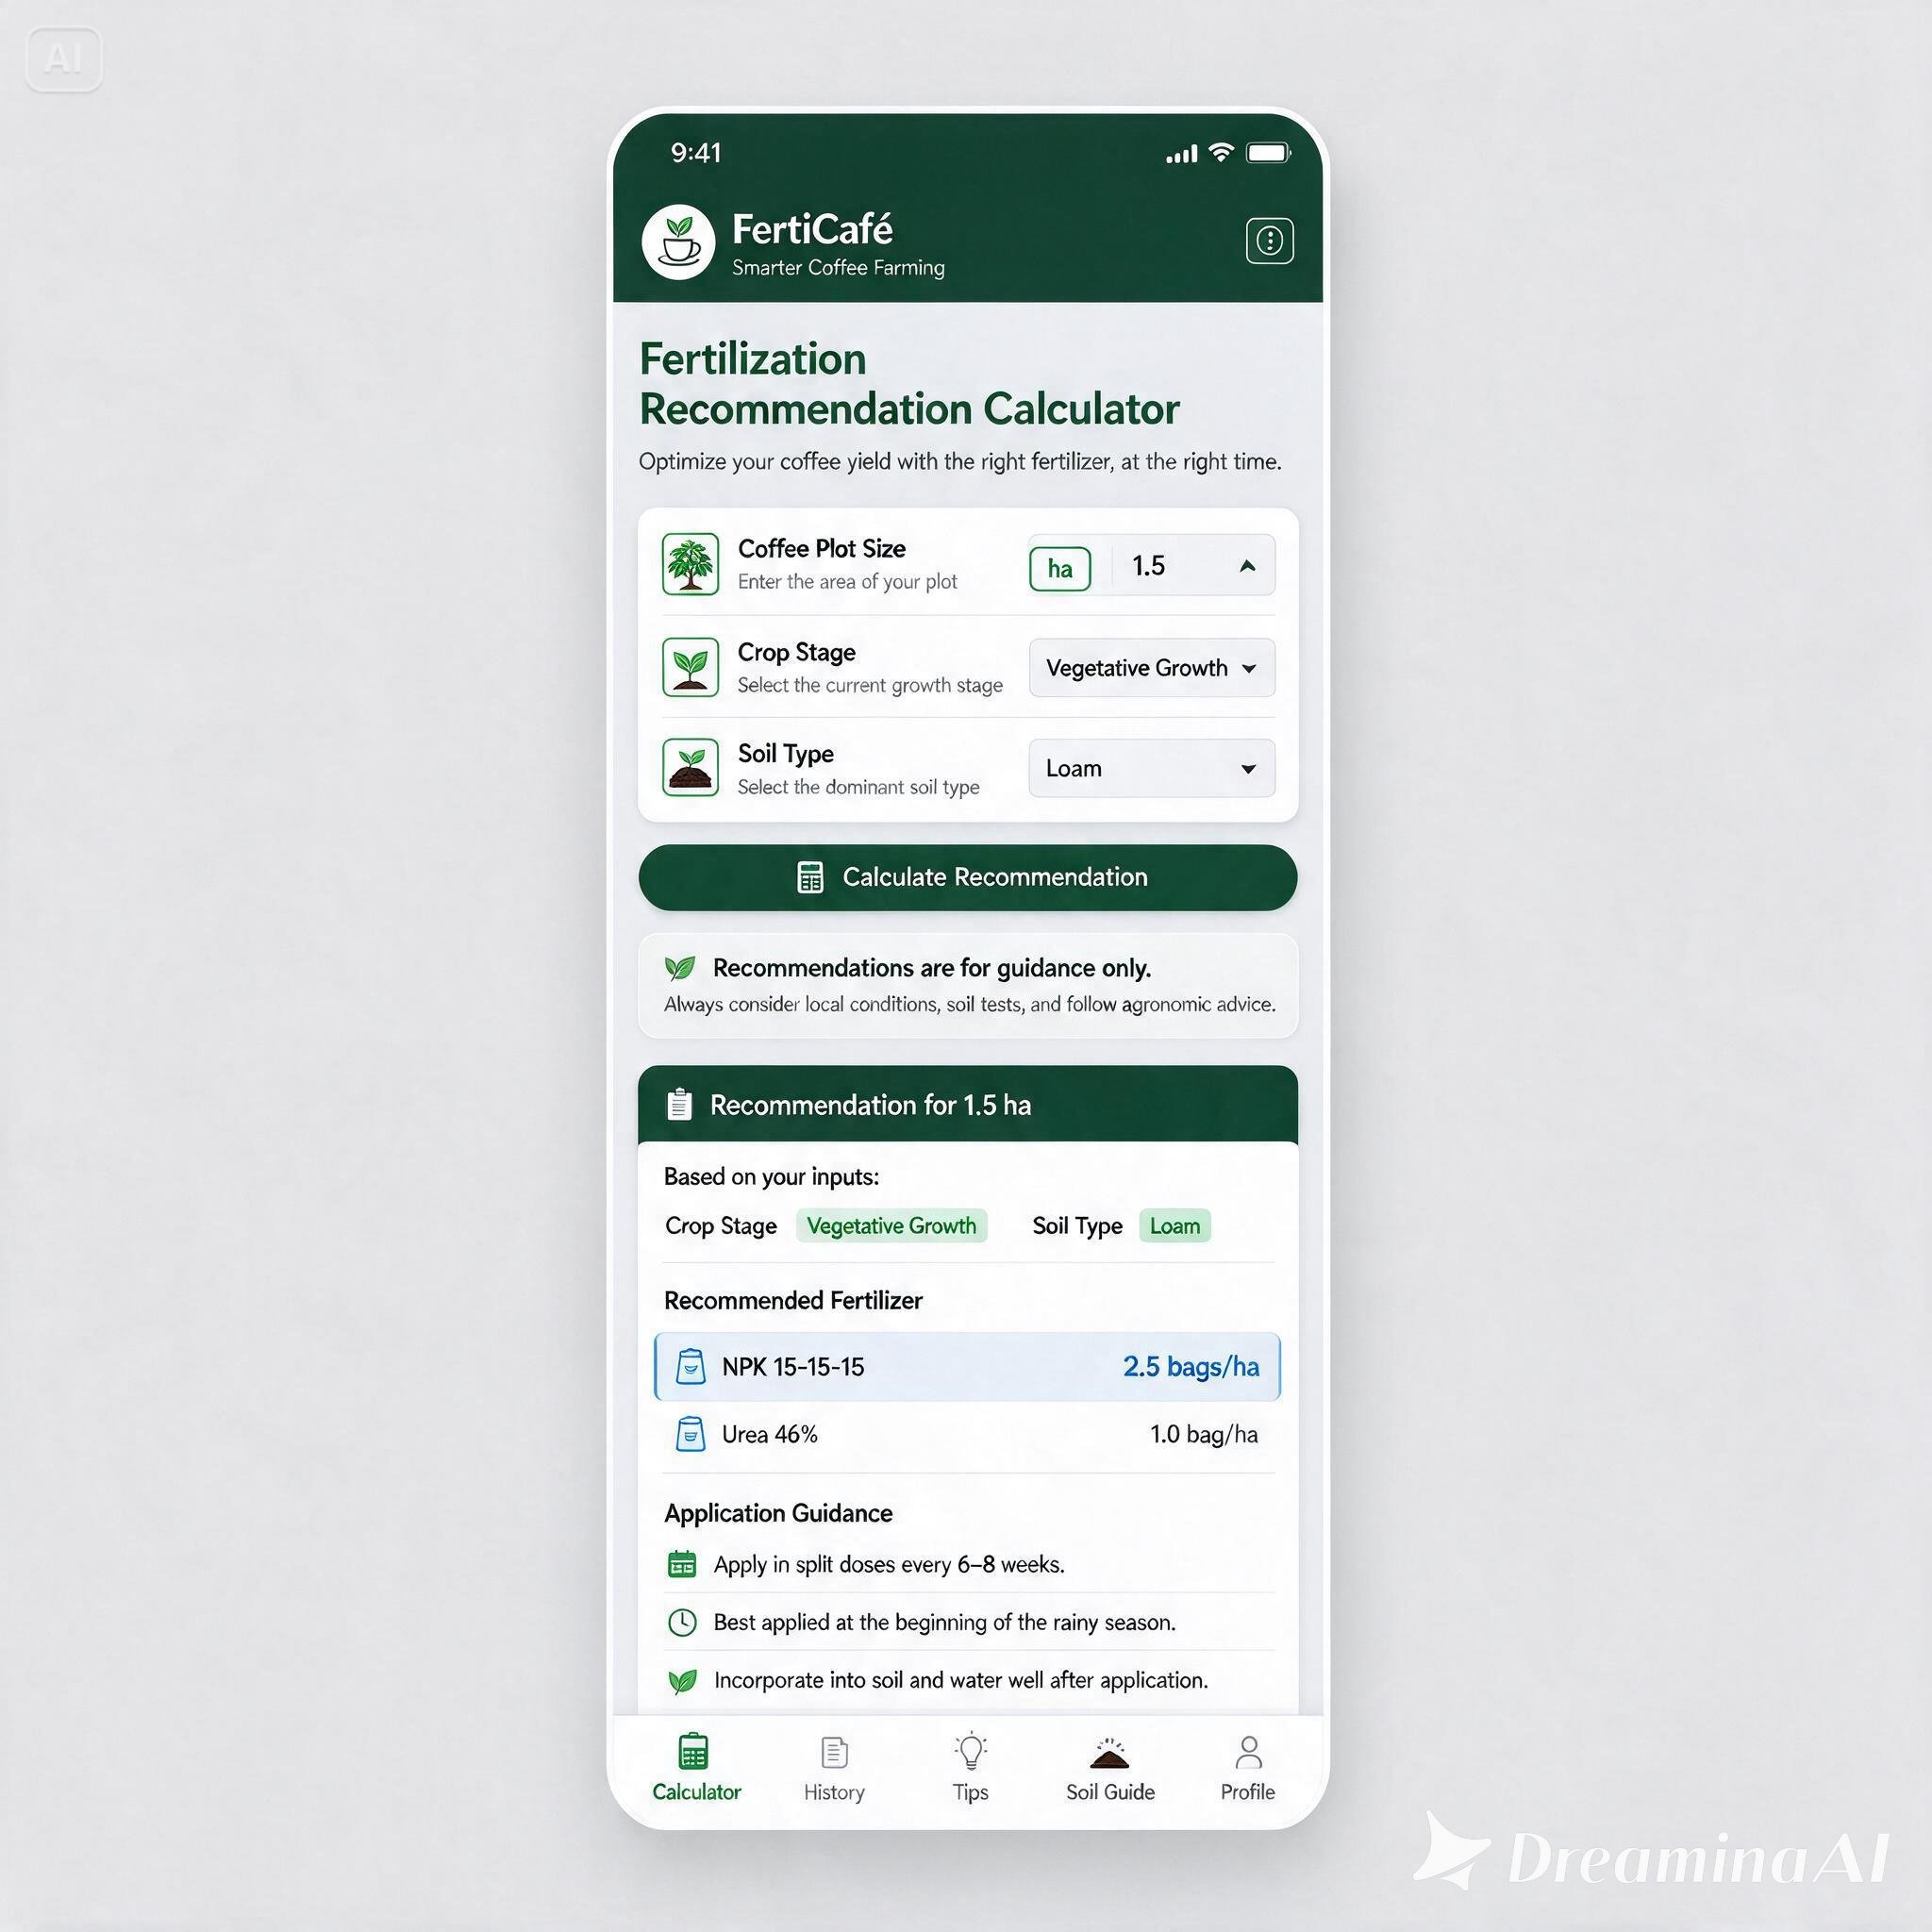 AI
9:41
FertiCafé
Smarter Coffee Farming
Fertilization
Recommendation Calculator
Optimize your coffee yield with the right fertilizer, at the right time.
Coffee Plot Size
Enter the area of your plot
ha 1.5
Crop Stage
Select the current growth stage
Vegetative Growth
Soil Type
Select the dominant soil type
Loam
Calculate Recommendation
Recommendations are for guidance only.
Always consider local conditions, soil tests, and follow agronomic advice.
Recommendation for 1.5 ha
Based on your inputs:
Crop Stage Vegetative Growth Soil Type Loam
Recommended Fertilizer
NPK 15-15-15 2.5 bags/ha
Urea 46% 1.0 bag/ha
Application Guidance
Apply in split doses every 6–8 weeks.
Best applied at the beginning of the rainy season.
Incorporate into soil and water well after application.
Calculator History Tips Soil Guide Profile
DreaminaAI